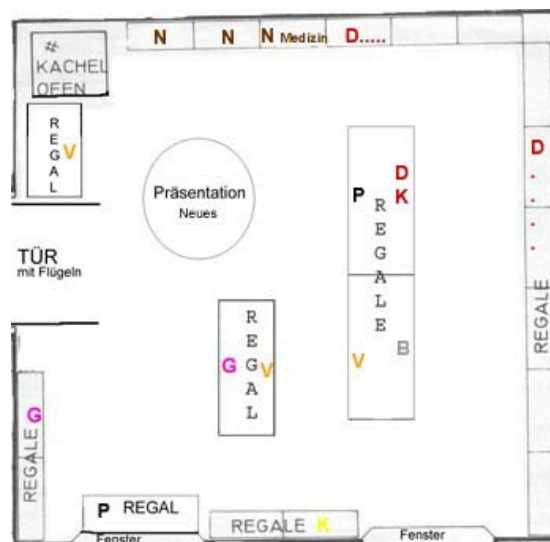 N N N Medizin D.....
KACHEL
OFEN
REGAL
V
Präsentation
Neues
D
P K
REGALE
D
.
.
. .
REGALE
TÜR
mit Flügeln
REGAL
G V
V B
G
REGALE
P REGAL
REGALE K
Fenster
Fenster